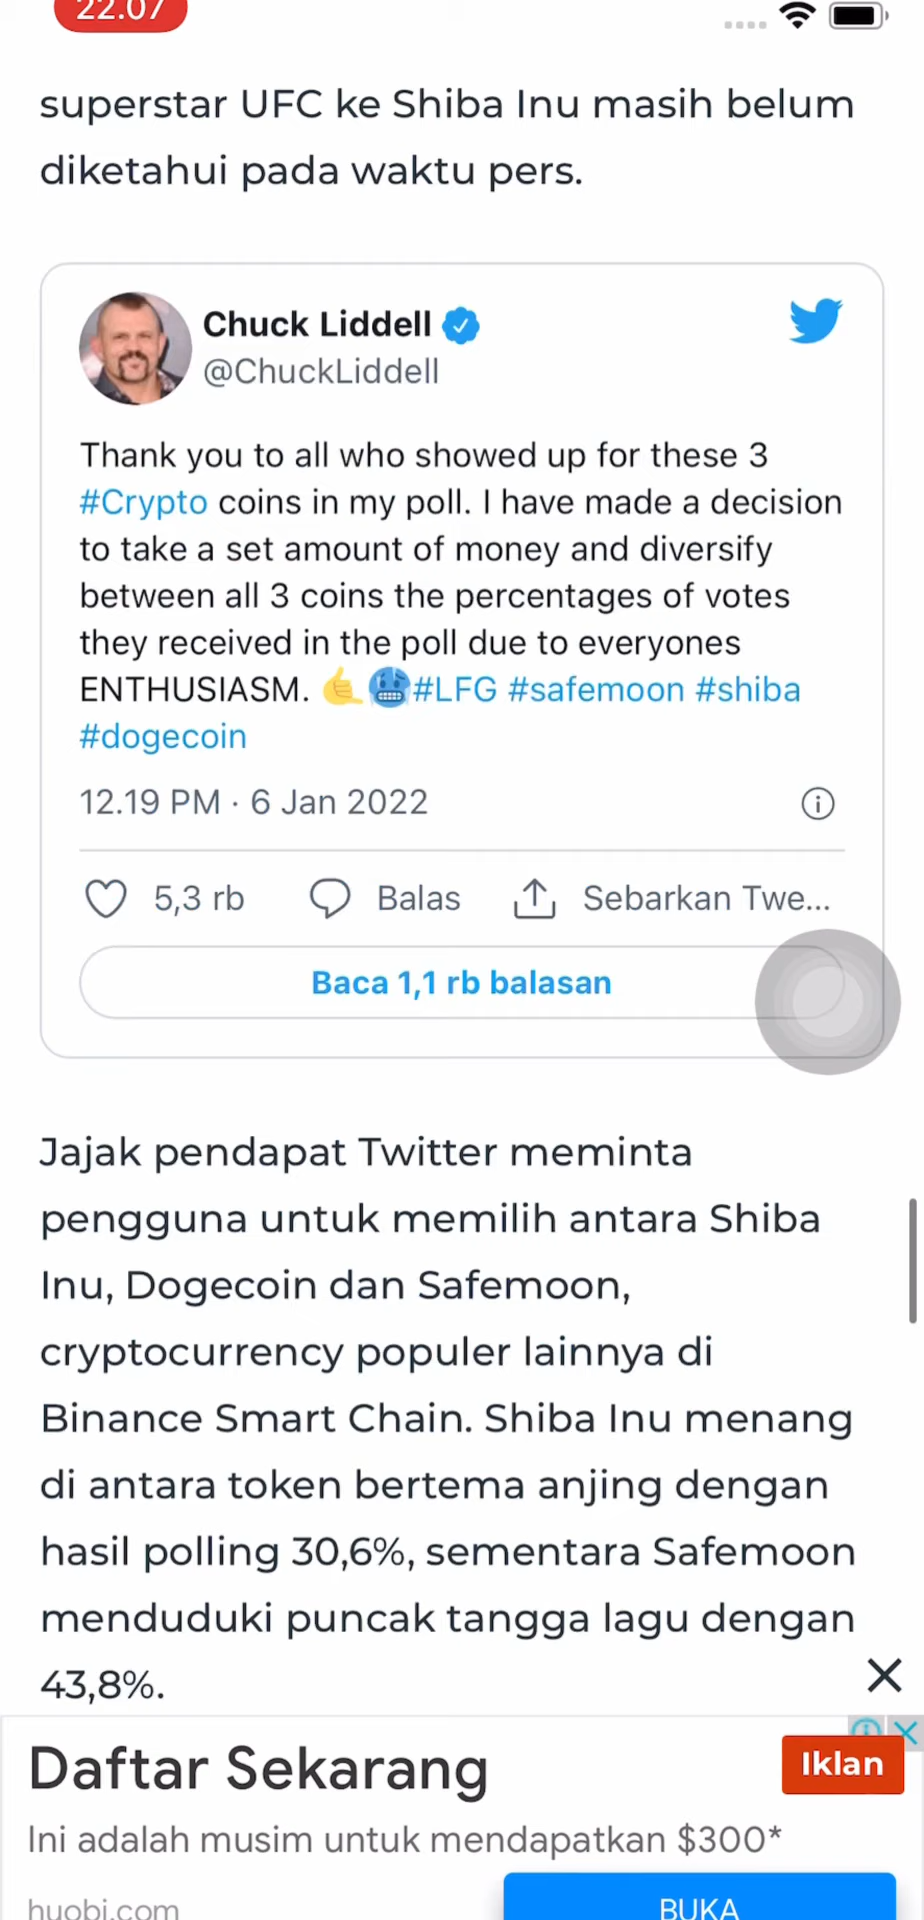 22.07
superstar UFC ke Shiba Inu masih belum
diketahui pada waktu pers.
Chuck Liddell
@ChuckLiddell
Thank you to all who showed up for these 3
#Crypto coins in my poll. I have made a decision
to take a set amount of money and diversify
between all 3 coins the percentages of votes
they received in the poll due to everyones
ENTHUSIASM. 🤙🥶#LFG #safemoon #shiba
#dogecoin
12.19 PM · 6 Jan 2022
5,3 rb Balas Sebarkan Twe...
Baca 1,1 rb balasan
Jajak pendapat Twitter meminta
pengguna untuk memilih antara Shiba
Inu, Dogecoin dan Safemoon,
cryptocurrency populer lainnya di
Binance Smart Chain. Shiba Inu menang
di antara token bertema anjing dengan
hasil polling 30,6%, sementara Safemoon
menduduki puncak tangga lagu dengan
43,8%.
Daftar Sekarang
Iklan
Ini adalah musim untuk mendapatkan $300*
huobi.com
BUKA